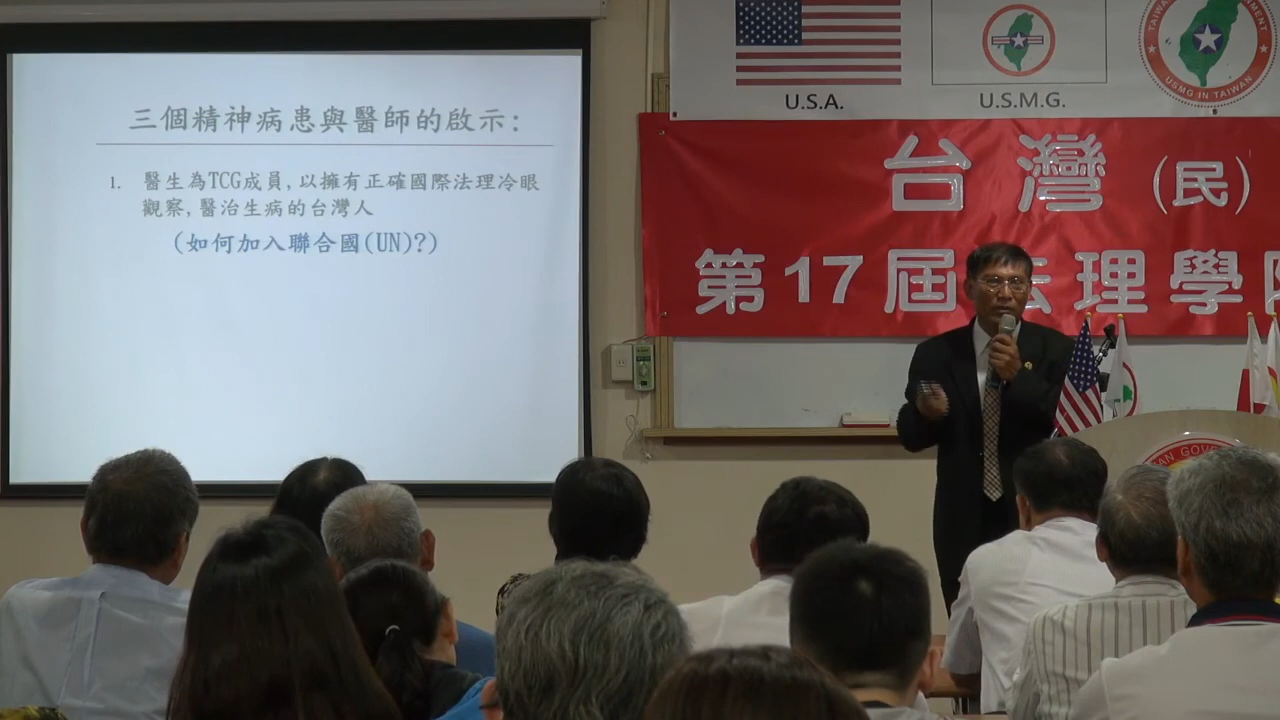 三個精神病患與醫師的啟示:
1. 醫生為TCG成員,以擁有正確國際法理冷眼
觀察,醫治生病的台灣人
(如何加入聯合國(UN)?)
U.S.A.
U.S.M.G.
USMG IN TAIWAN
台灣(民)
第17屆法理學